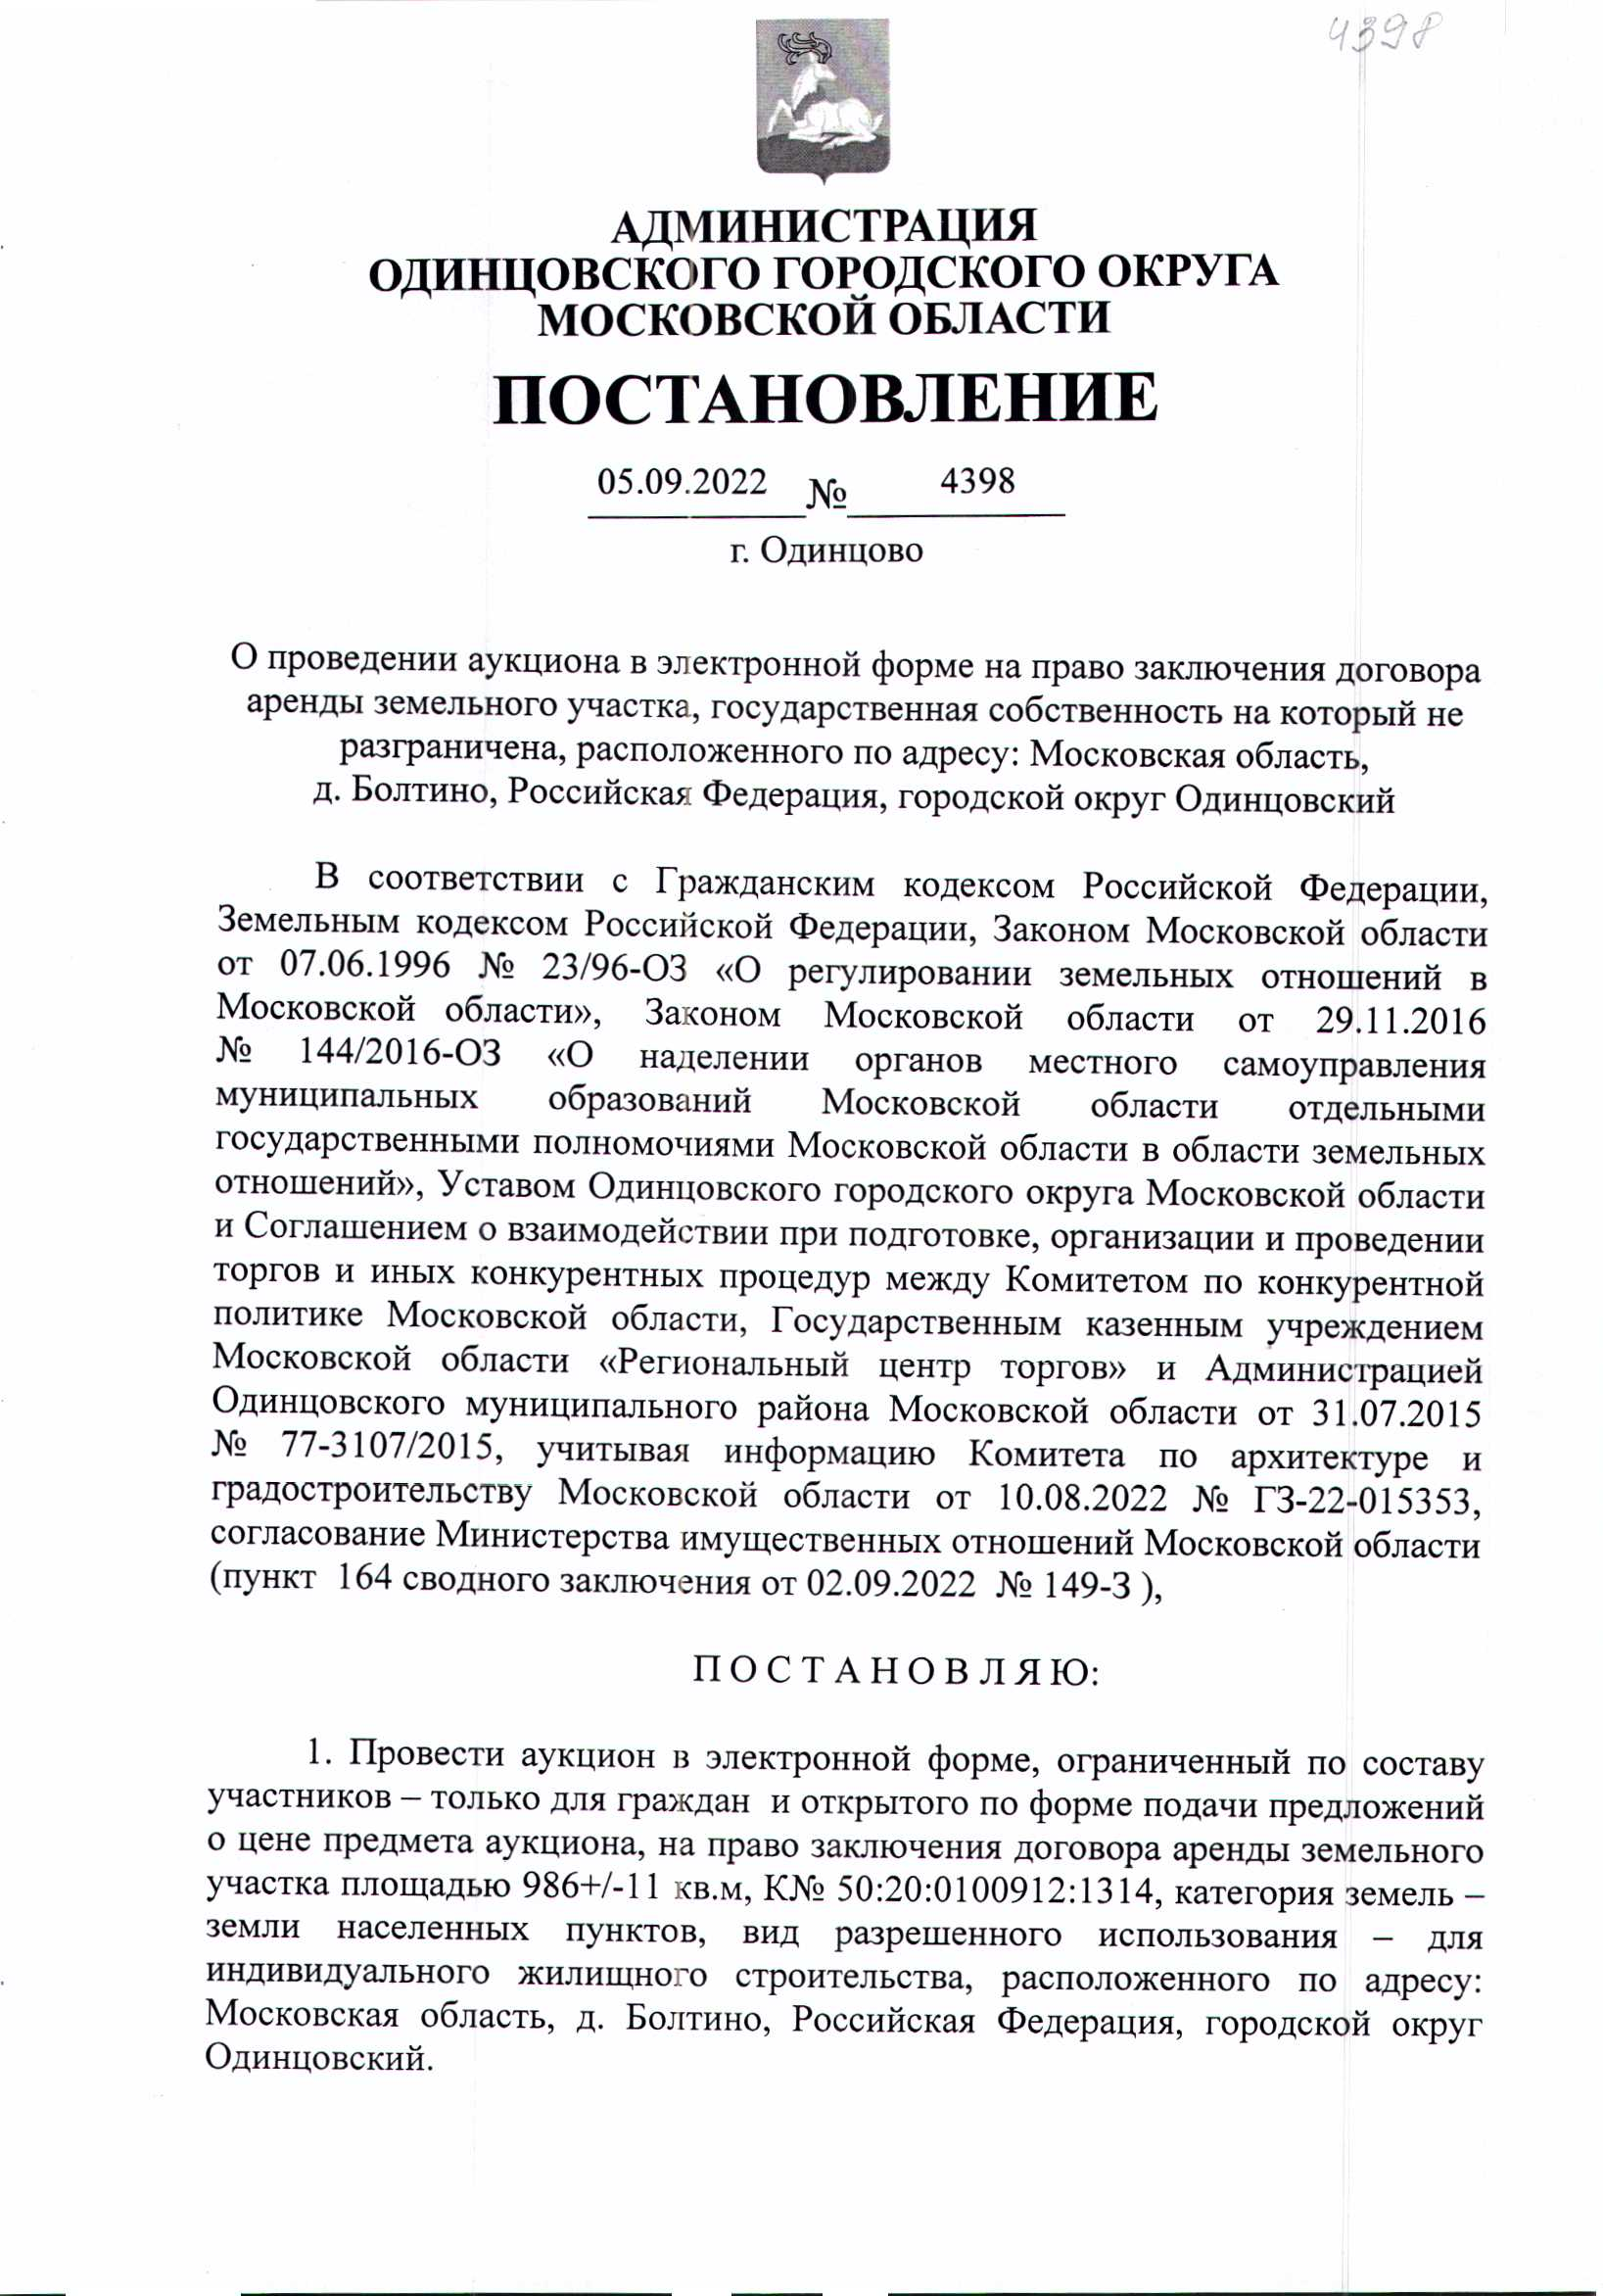 4398
АДМИНИСТРАЦИЯ
ОДИНЦОВСКОГО ГОРОДСКОГО ОКРУГА
МОСКОВСКОЙ ОБЛАСТИ
ПОСТАНОВЛЕНИЕ
05.09.2022 № 4398
г. Одинцово
О проведении аукциона в электронной форме на право заключения договора
аренды земельного участка, государственная собственность на который не
разграничена, расположенного по адресу: Московская область,
д. Болтино, Российская Федерация, городской округ Одинцовский
В соответствии с Гражданским кодексом Российской Федерации,
Земельным кодексом Российской Федерации, Законом Московской области
от 07.06.1996 № 23/96-ОЗ «О регулировании земельных отношений в
Московской области», Законом Московской области от 29.11.2016
№ 144/2016-ОЗ «О наделении органов местного самоуправления
муниципальных образований Московской области отдельными
государственными полномочиями Московской области в области земельных
отношений», Уставом Одинцовского городского округа Московской области
и Соглашением о взаимодействии при подготовке, организации и проведении
торгов и иных конкурентных процедур между Комитетом по конкурентной
политике Московской области, Государственным казенным учреждением
Московской области «Региональный центр торгов» и Администрацией
Одинцовского муниципального района Московской области от 31.07.2015
№ 77-3107/2015, учитывая информацию Комитета по архитектуре и
градостроительству Московской области от 10.08.2022 № ГЗ-22-015353,
согласование Министерства имущественных отношений Московской области
(пункт 164 сводного заключения от 02.09.2022 № 149-З ),
П О С Т А Н О В Л Я Ю:
1. Провести аукцион в электронной форме, ограниченный по составу
участников – только для граждан и открытого по форме подачи предложений
о цене предмета аукциона, на право заключения договора аренды земельного
участка площадью 986+/-11 кв.м, К№ 50:20:0100912:1314, категория земель –
земли населенных пунктов, вид разрешенного использования – для
индивидуального жилищного строительства, расположенного по адресу:
Московская область, д. Болтино, Российская Федерация, городской округ
Одинцовский.